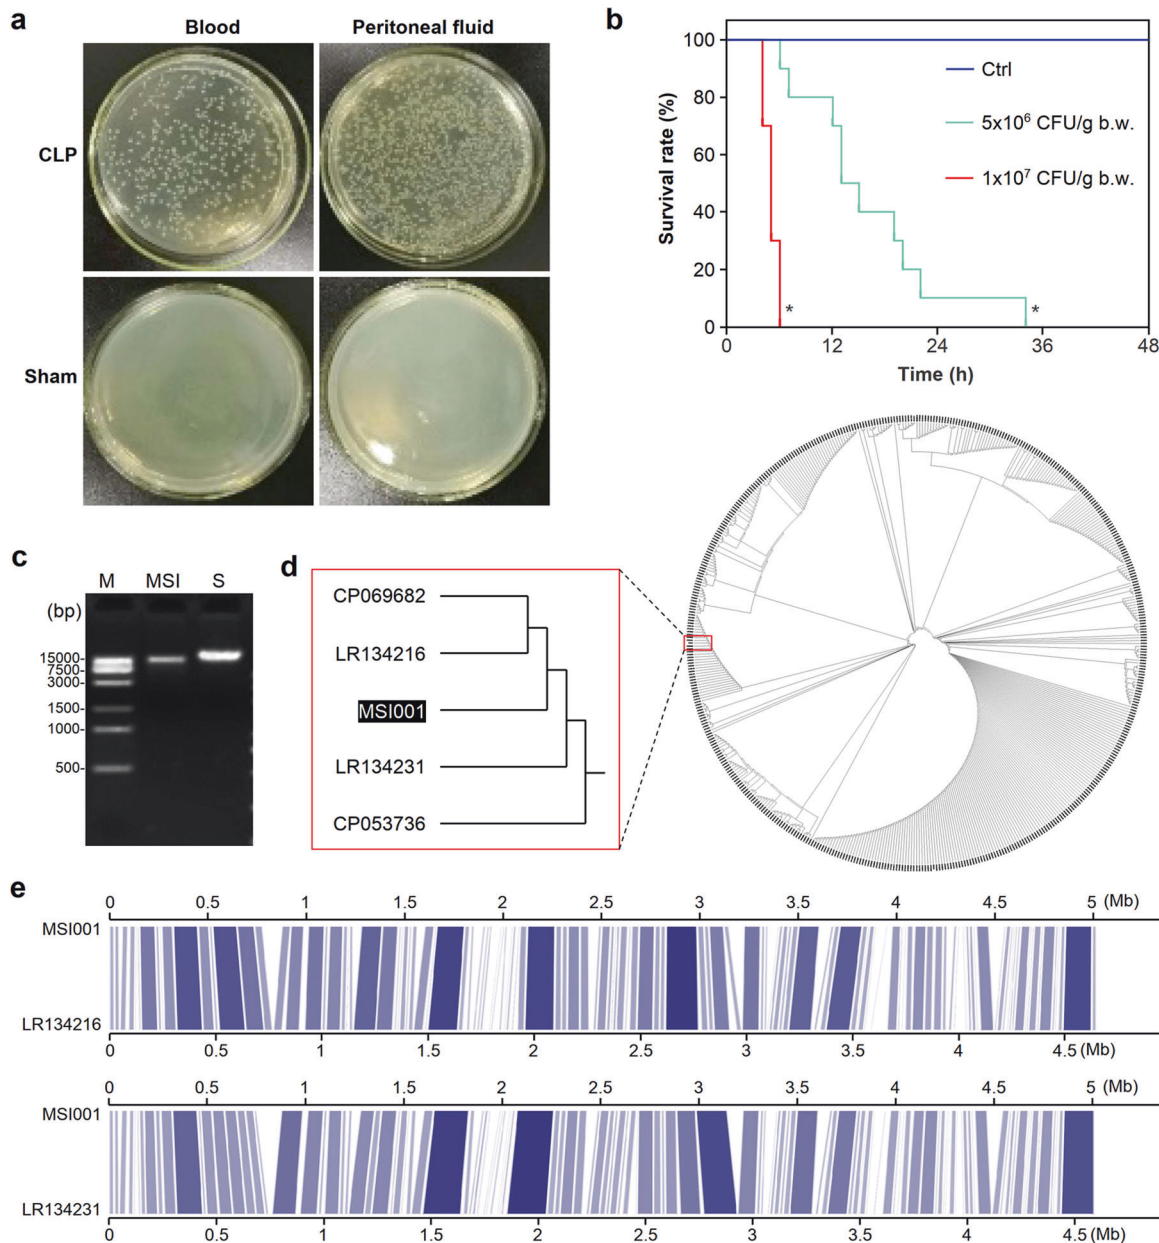 a
Blood
Peritoneal fluid
CLP
Sham
b
Survival rate (%)
100
80
60
40
20
0
Ctrl
5x10⁶ CFU/g b.w.
1x10⁷ CFU/g b.w.
*
*
0
12
24
36
48
Time (h)
c
M
MSI
S
(bp)
15000-
7500-
3000-
1500-
1000-
500-
d
CP069682
LR134216
MSI001
LR134231
CP053736
e
0 0.5 1 1.5 2 2.5 3 3.5 4 4.5 5 (Mb)
MSI001
LR134216
0 0.5 1 1.5 2 2.5 3 3.5 4 4.5 (Mb)
0 0.5 1 1.5 2 2.5 3 3.5 4 4.5 5 (Mb)
MSI001
LR134231
0 0.5 1 1.5 2 2.5 3 3.5 4 4.5 (Mb)